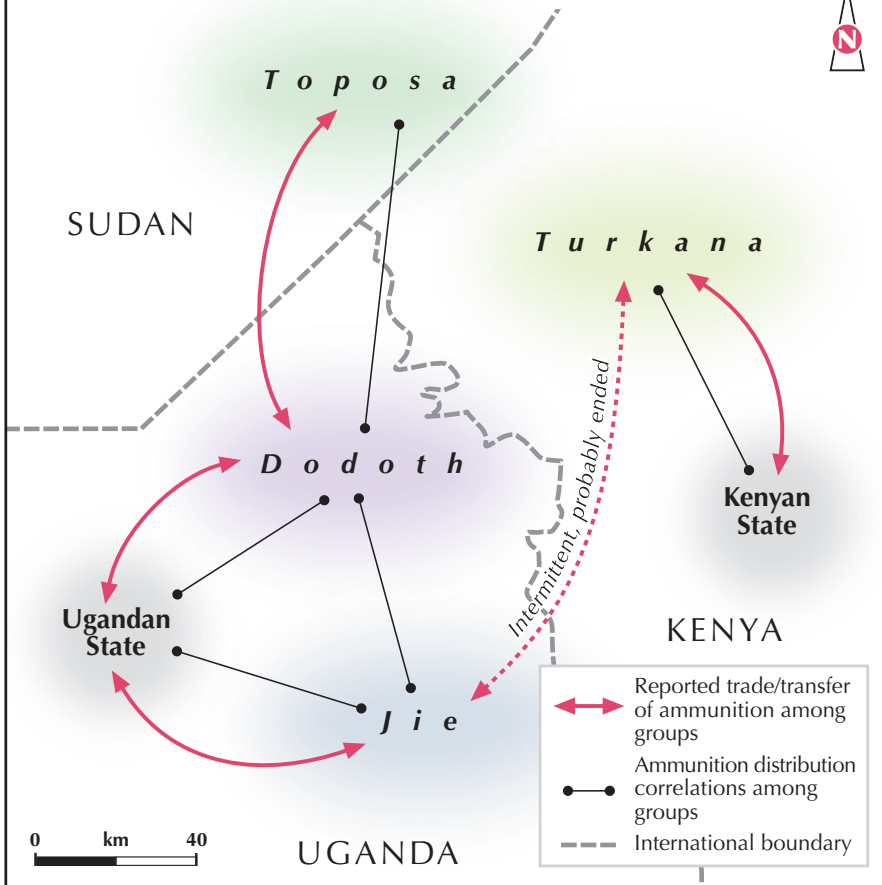 N
Toposa
SUDAN
Turkana
Intermittent, probably ended
Dodoth
Kenyan
State
Ugandan
State
KENYA
Jie
Reported trade/transfer
of ammunition among
groups
Ammunition distribution
correlations among
groups
International boundary
0 km 40
UGANDA